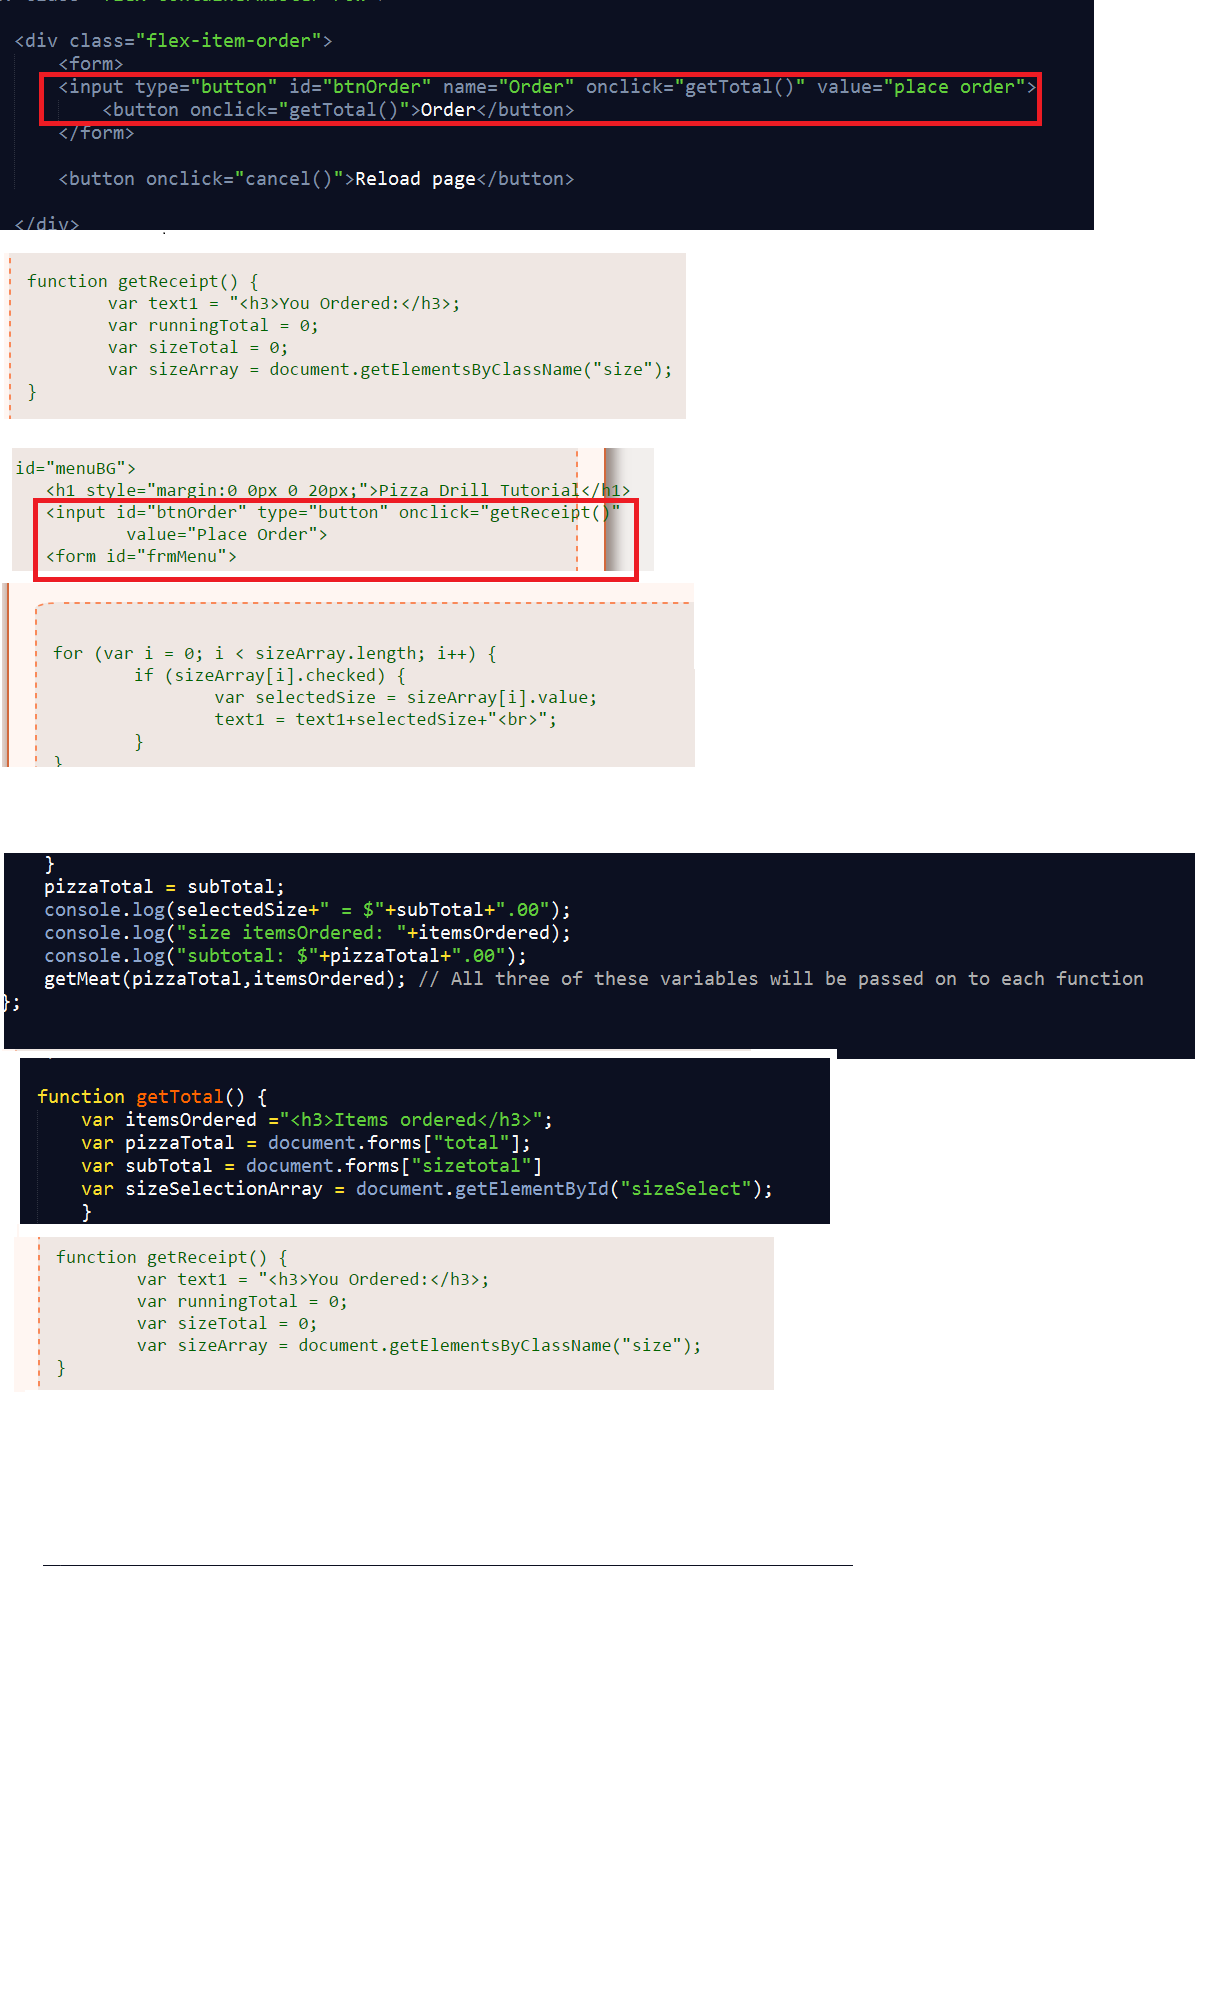 <div class="flex-item-order">
<form>
<input type="button" id="btnOrder" name="Order" onclick="getTotal()" value="place order">
<button onclick="getTotal()">Order</button>
</form>
<button onclick="cancel()">Reload page</button>
</div>
function getReceipt() {
var text1 = "<h3>You Ordered:</h3>;
var runningTotal = 0;
var sizeTotal = 0;
var sizeArray = document.getElementsByClassName("size");
}
id="menuBG">
<h1 style="margin:0 0px 0 20px;">Pizza Drill Tutorial</h1>
<input id="btnOrder" type="button" onclick="getReceipt()"
value="Place Order">
<form id="frmMenu">
for (var i = 0; i < sizeArray.length; i++) {
if (sizeArray[i].checked) {
var selectedSize = sizeArray[i].value;
text1 = text1+selectedSize+"<br>";
}
}
}
pizzaTotal = subTotal;
console.log(selectedSize+" = $"+subTotal+".00");
console.log("size itemsOrdered: "+itemsOrdered);
console.log("subtotal: $"+pizzaTotal+".00");
getMeat(pizzaTotal,itemsOrdered); // All three of these variables will be passed on to each function
};
function getTotal() {
var itemsOrdered ="<h3>Items ordered</h3>";
var pizzaTotal = document.forms["total"];
var subTotal = document.forms["sizetotal"]
var sizeSelectionArray = document.getElementById("sizeSelect");
}
function getReceipt() {
var text1 = "<h3>You Ordered:</h3>;
var runningTotal = 0;
var sizeTotal = 0;
var sizeArray = document.getElementsByClassName("size");
}